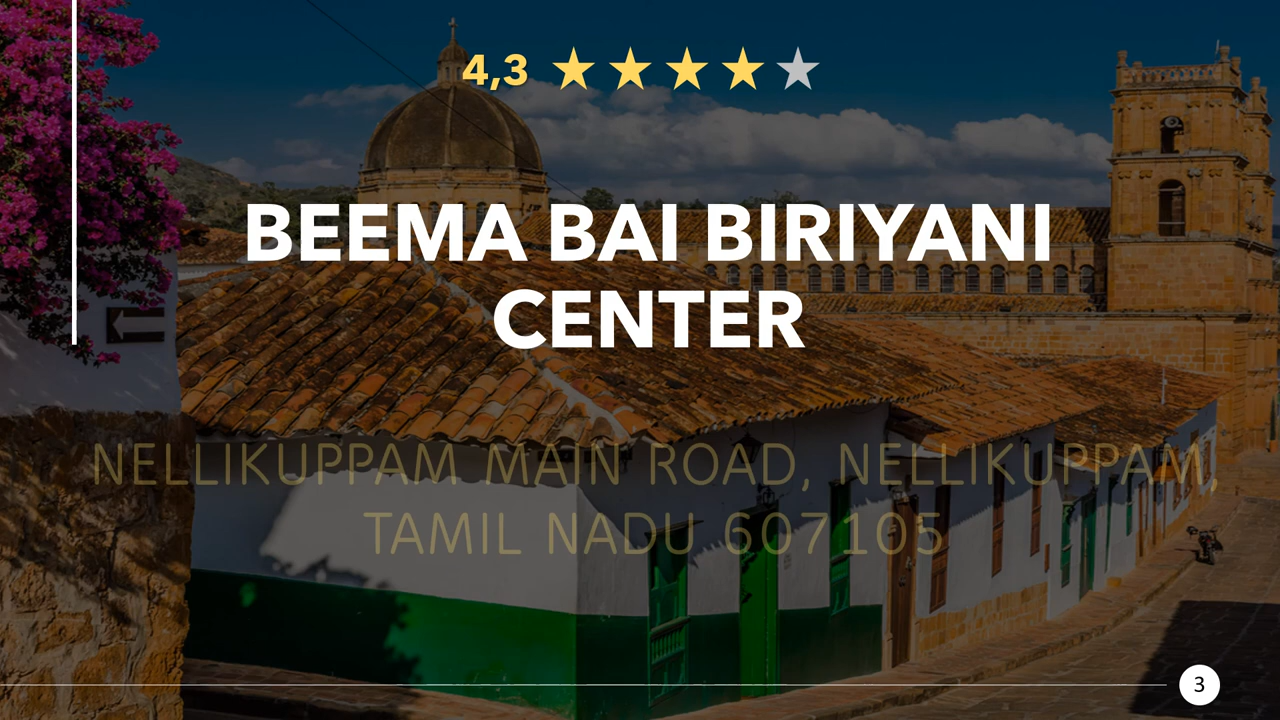 4,3
BEEMA BAI BIRIYANI
CENTER
NELLIKUPPAM MAIN ROAD, NELLIKUPPAM,
TAMIL NADU 607105
3